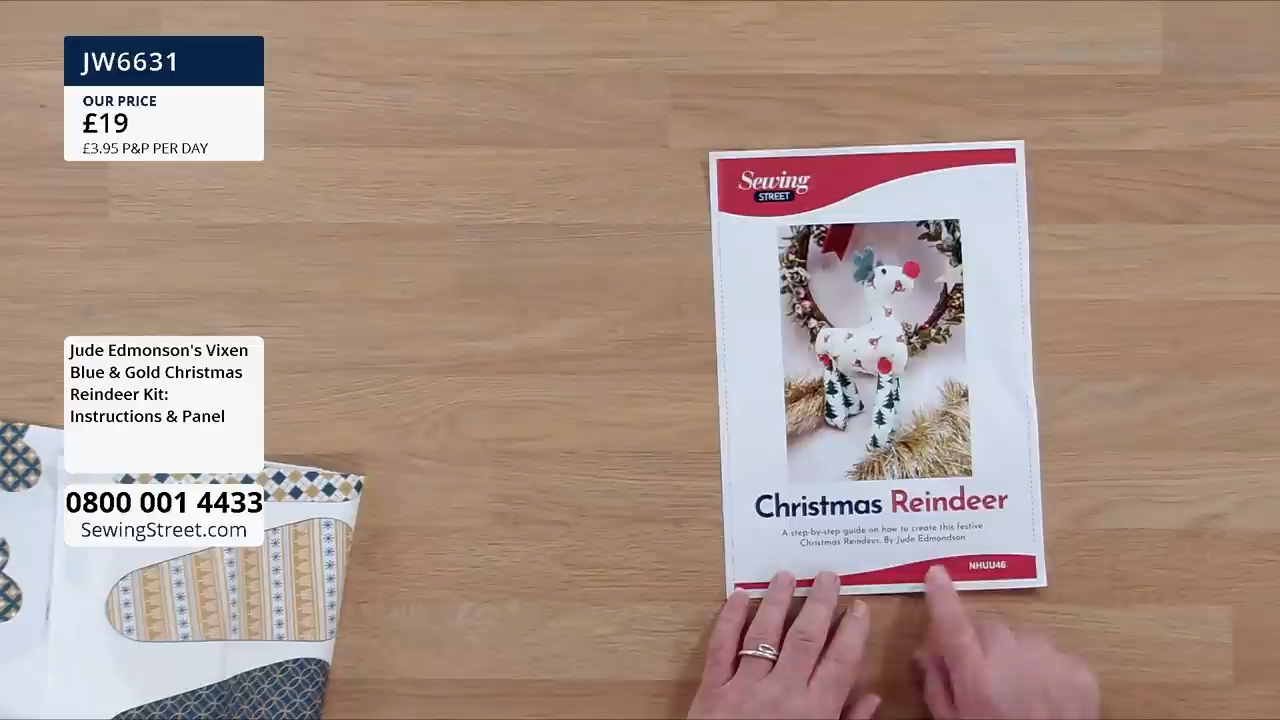 JW6631
OUR PRICE
£19
£3.95 P&P PER DAY
Jude Edmonson's Vixen
Blue & Gold Christmas
Reindeer Kit:
Instructions & Panel
0800 001 4433
SewingStreet.com
Sewing
STREET
Christmas Reindeer
A step-by-step guide on how to create this festive
Christmas Reindeer. By Jude Edmondson
NHUU46